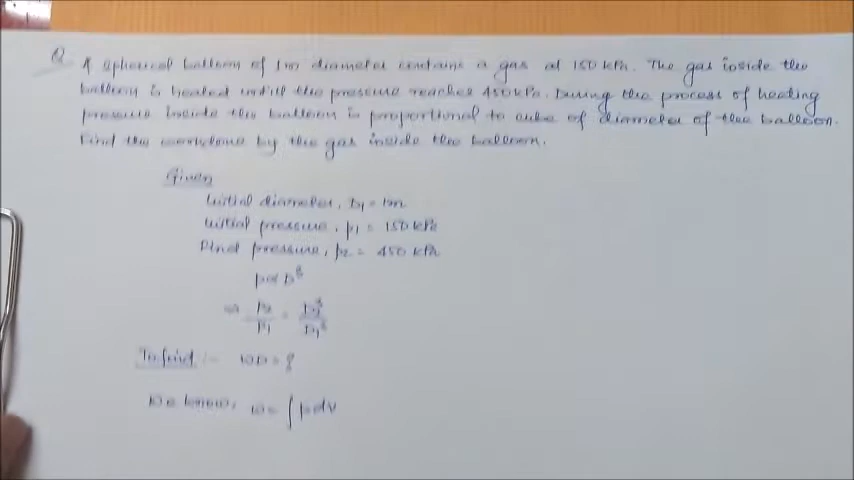 Q A spherical balloon of 1m diameter contains a gas at 150 kPa. The gas inside the
balloon is heated until the pressure reaches 450kPa. During the process of heating
pressure inside the balloon is proportional to cube of diameter of the balloon.
Find the workdone by the gas inside the balloon.
Given
Initial diameter, D₁ = 1m
Initial pressure, p₁ = 150 kPa
Final pressure, p₂ = 450 kPa
p ∝ D³
⇒ p₂/p₁ = D₂³/D₁³
To find :- WD = ?
We know, W = ∫ p dv